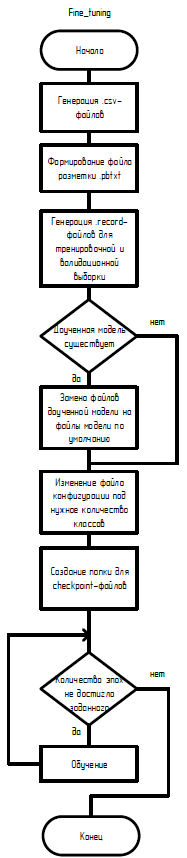 Fine_tuning
Начало
Генерация .csv-
файлов
Формирование файла
разметки .pbtxt
Генерация .record-
файлов для
тренировочной и
валидационной
выборки
Доученная модель
существует
нет
да
Замена файлов
доученной модели на
файлы модели по
умолчанию
Изменение файла
конфигурации под
нужное количество
классов
Создание папки для
checkpoint-файлов
Количество эпох
не достигло
заданного
нет
да
Обучение
Конец